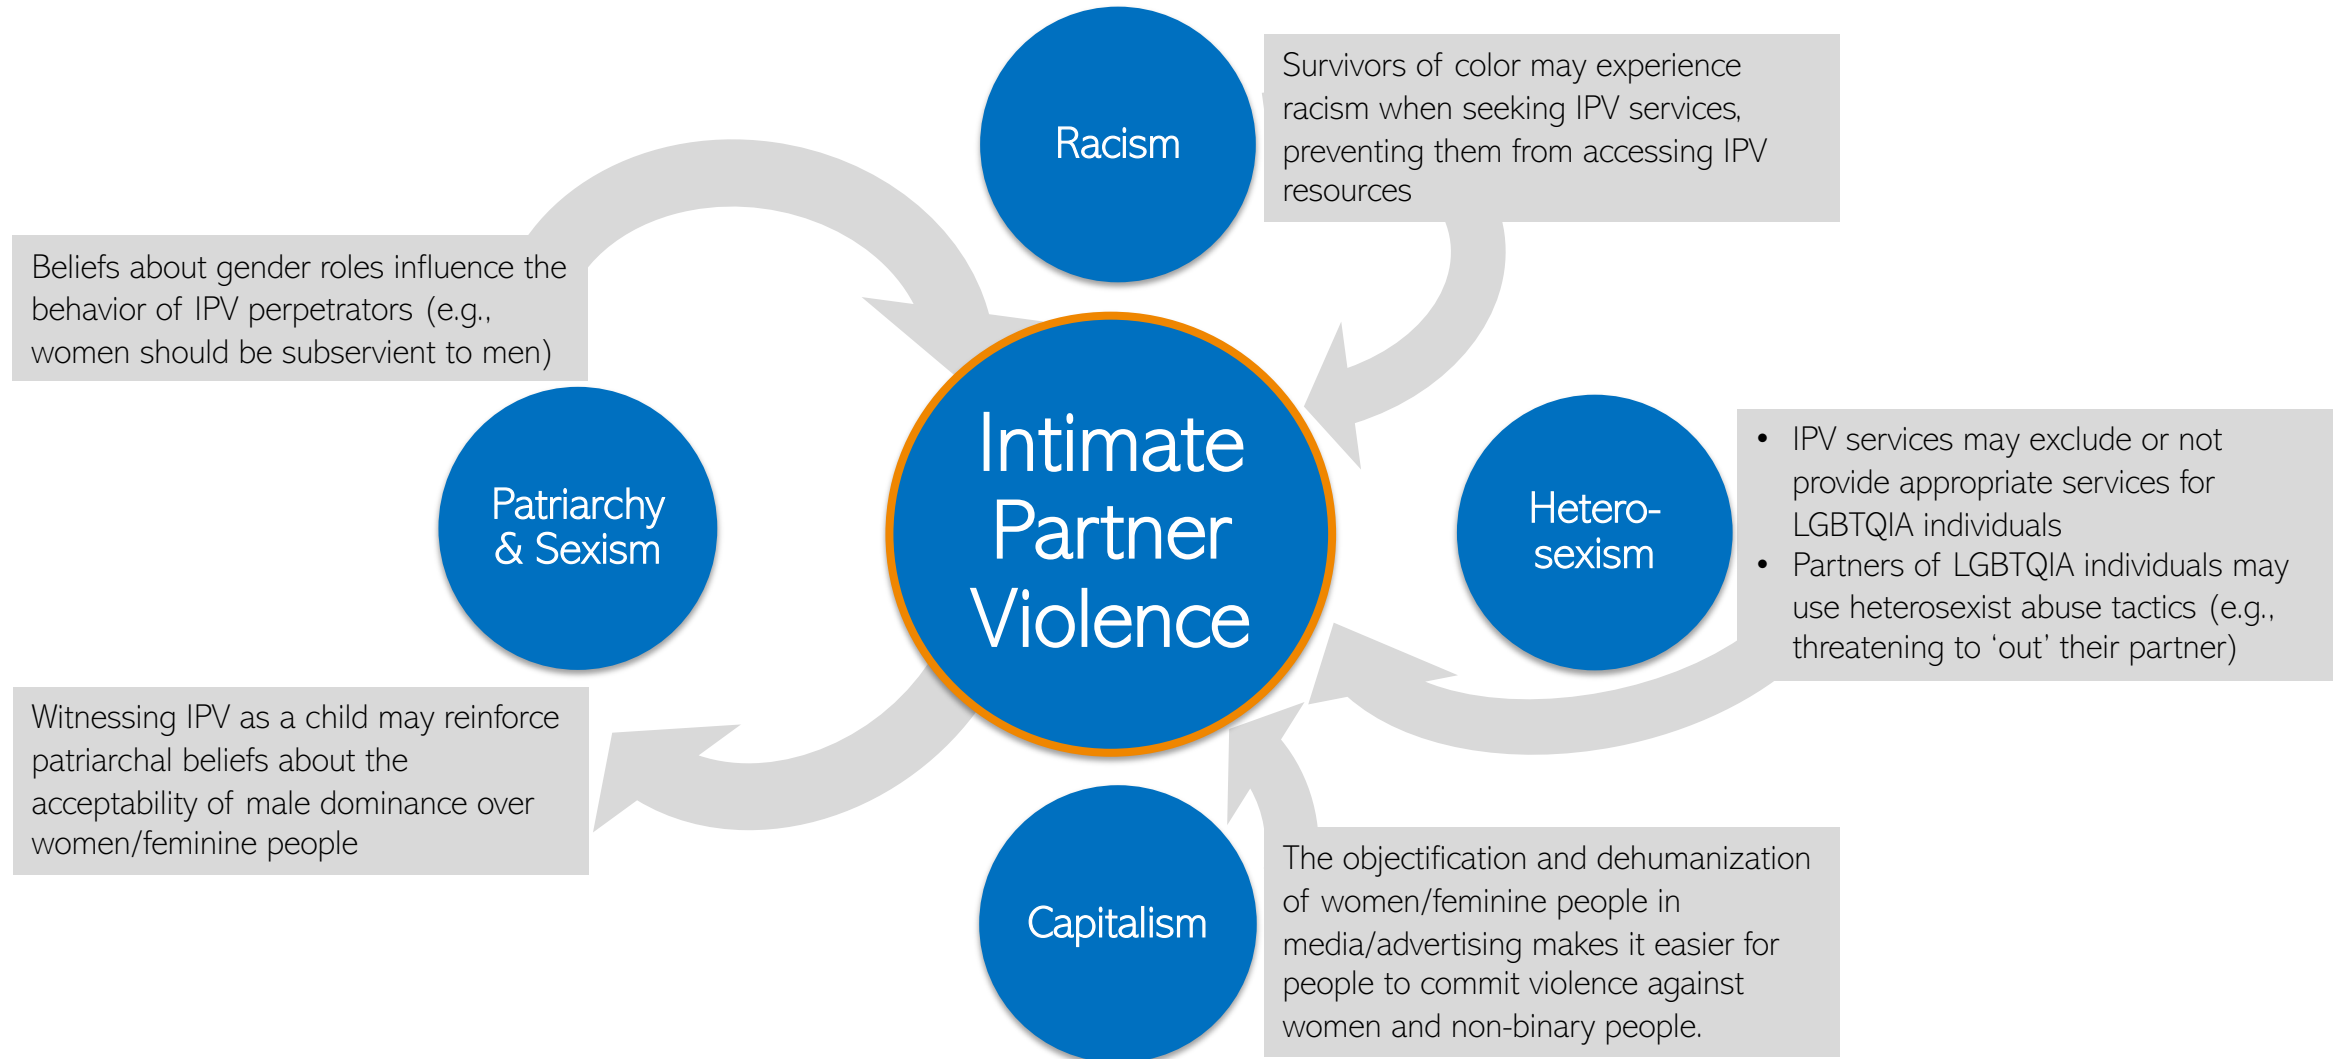 Racism
Survivors of color may experience
racism when seeking IPV services,
preventing them from accessing IPV
resources
Beliefs about gender roles influence the
behavior of IPV perpetrators (e.g.,
women should be subservient to men)
Patriarchy
& Sexism
Intimate
Partner
Violence
Hetero-
sexism
• IPV services may exclude or not
provide appropriate services for
LGBTQIA individuals
• Partners of LGBTQIA individuals may
use heterosexist abuse tactics (e.g.,
threatening to ‘out’ their partner)
Witnessing IPV as a child may reinforce
patriarchal beliefs about the
acceptability of male dominance over
women/feminine people
Capitalism
The objectification and dehumanization
of women/feminine people in
media/advertising makes it easier for
people to commit violence against
women and non-binary people.